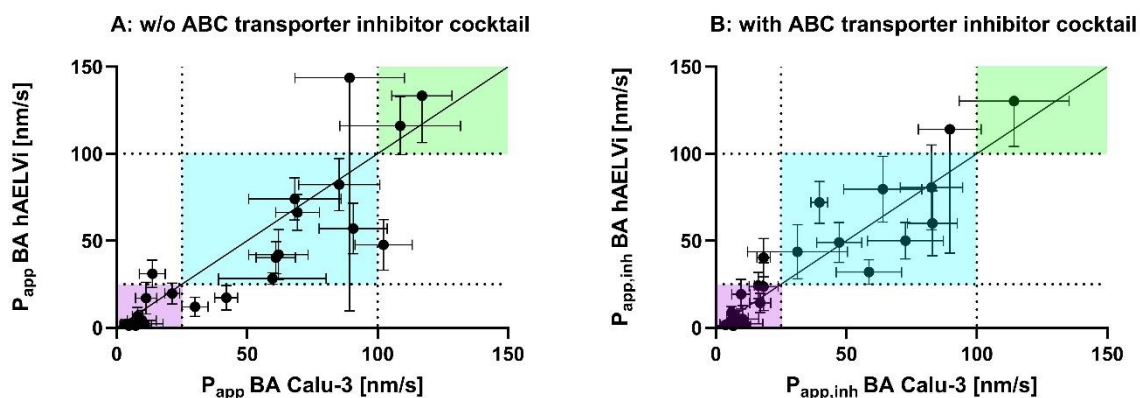 A: w/o ABC transporter inhibitor cocktail
150
100
50
0
0
50
100
150
Papp BA hAELVi [nm/s]
Papp BA Calu-3 [nm/s]
B: with ABC transporter inhibitor cocktail
150
100
50
0
0
50
100
150
Papp,inh BA hAELVi [nm/s]
Papp,inh BA Calu-3 [nm/s]